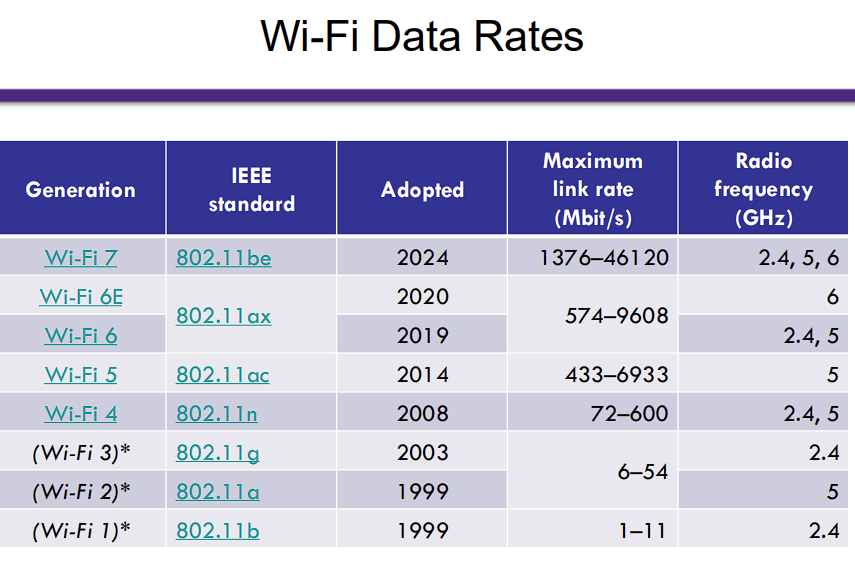 Wi-Fi Data Rates
Generation IEEE standard Adopted Maximum link rate (Mbit/s) Radio frequency (GHz)
Wi-Fi 7 802.11be 2024 1376–46120 2.4, 5, 6
Wi-Fi 6E 802.11ax 2020 574–9608 6
Wi-Fi 6 2019 2.4, 5
Wi-Fi 5 802.11ac 2014 433–6933 5
Wi-Fi 4 802.11n 2008 72–600 2.4, 5
(Wi-Fi 3)* 802.11g 2003 6–54 2.4
(Wi-Fi 2)* 802.11a 1999 5
(Wi-Fi 1)* 802.11b 1999 1–11 2.4